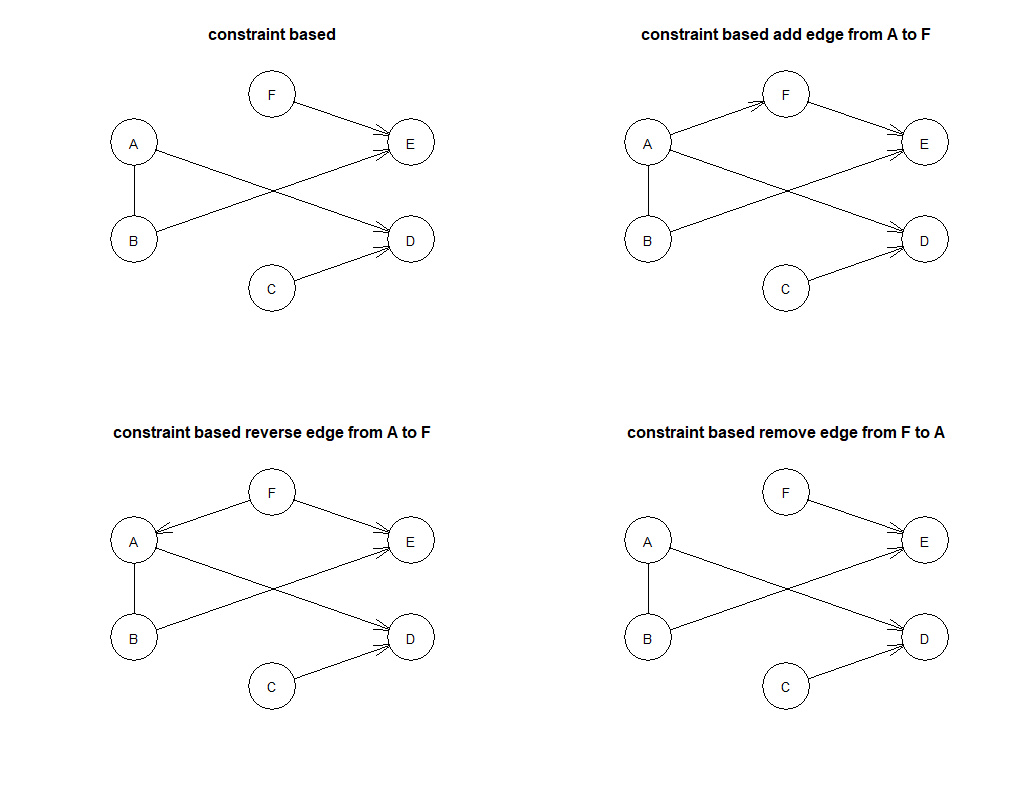 constraint based
F
A
E
B
D
C
constraint based add edge from A to F
F
A
E
B
D
C
constraint based reverse edge from A to F
F
A
E
B
D
C
constraint based remove edge from F to A
F
A
E
B
D
C